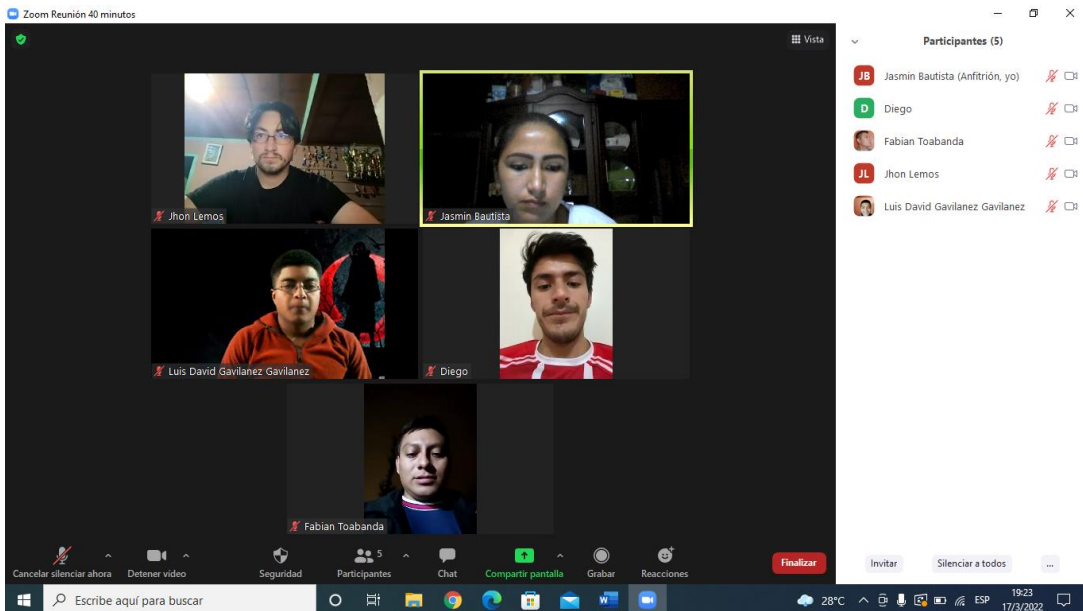 Zoom Reunión 40 minutos
Vista
Participantes (5)
JB Jasmin Bautista (Anfitrión, yo)
D Diego
Fabian Toabanda
JL Jhon Lemos
Luis David Gavilanez Gavilanez
Jhon Lemos
Jasmin Bautista
Luis David Gavilanez Gavilanez
Diego
Fabian Toabanda
5
Cancelar silenciar ahora
Detener video
Seguridad
Participantes
Chat
Compartir pantalla
Grabar
Reacciones
Finalizar
Invitar
Silenciar a todos
...
Escribe aquí para buscar
W
28°C
ESP
19:23
17/3/2022